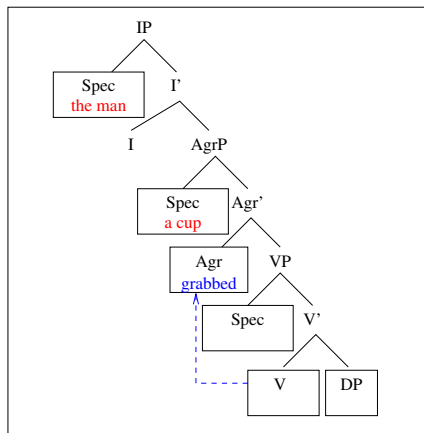 IP
Spec
the man
I'
I
AgrP
Spec
a cup
Agr'
Agr
grabbed
VP
Spec
V'
V
DP